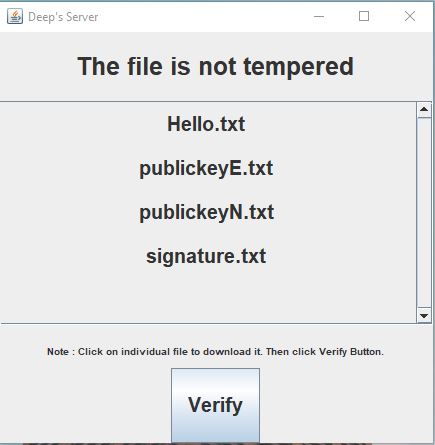 Deep's Server
The file is not tempered
Hello.txt
publickeyE.txt
publickeyN.txt
signature.txt
Note : Click on individual file to download it. Then click Verify Button.
Verify